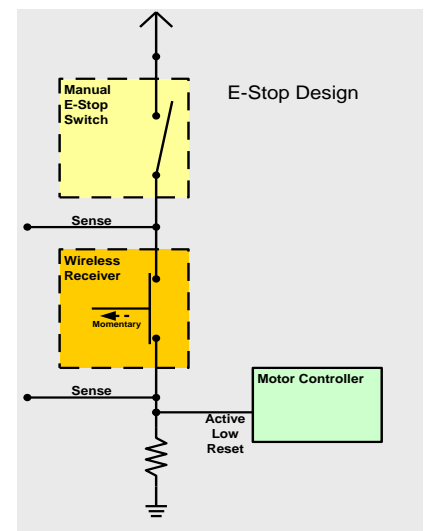 E-Stop Design
Manual
E-Stop
Switch
Sense
Wireless
Receiver
Momentary
Sense
Motor Controller
Active
Low
Reset